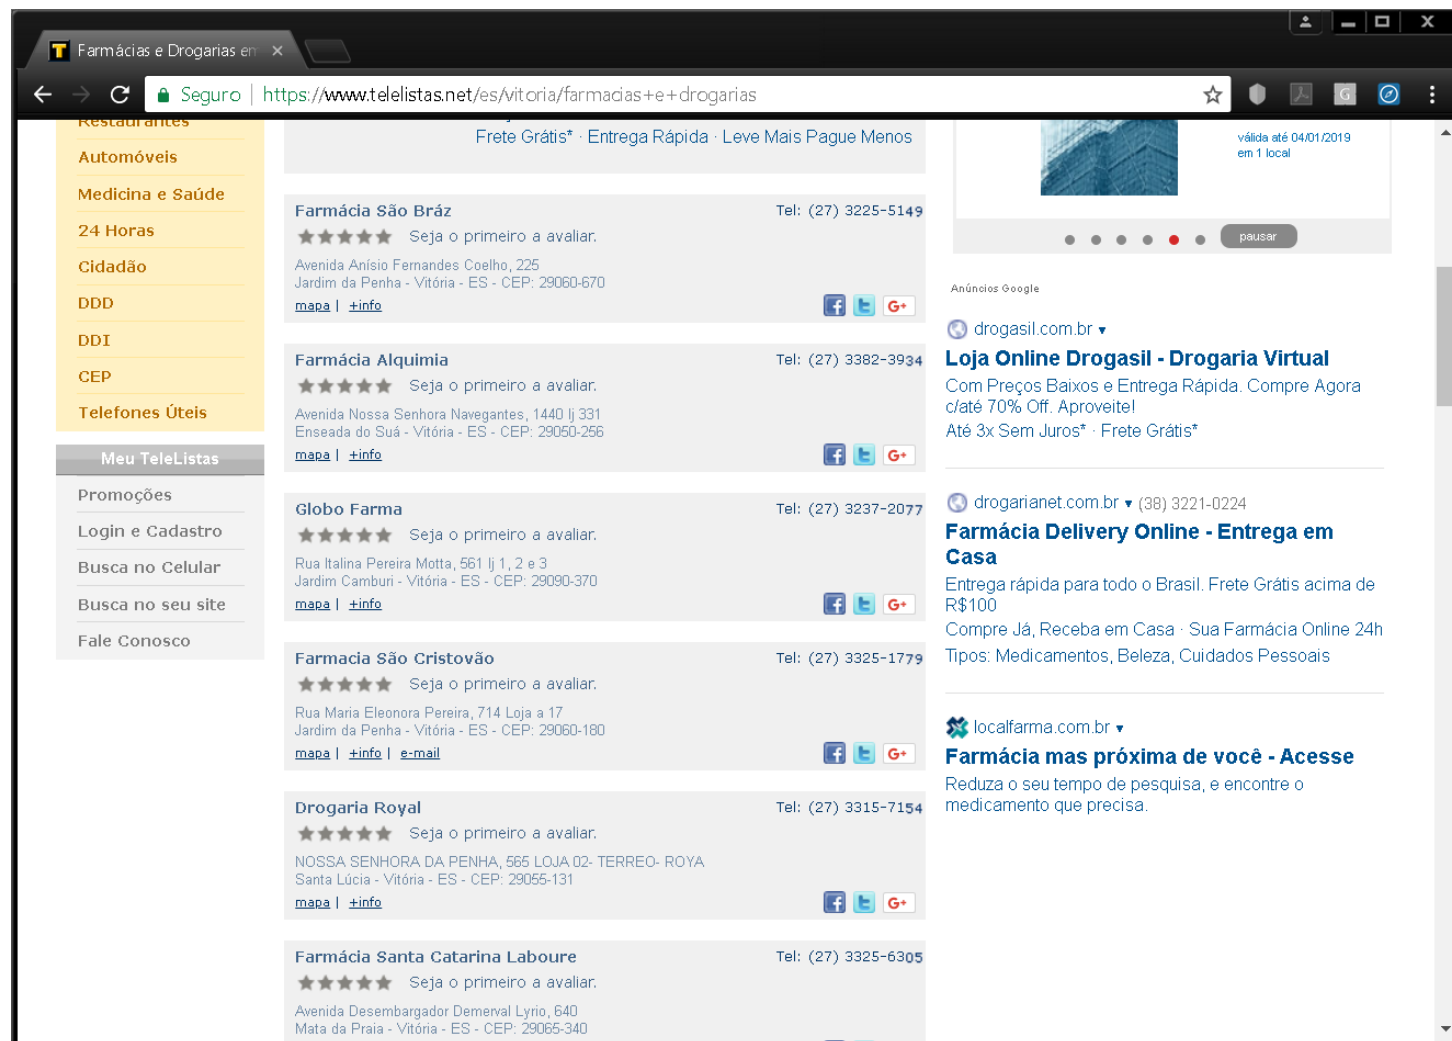 Farmácias e Drogarias em
Seguro
https://www.telelistas.net/es/vitoria/farmacias+e+drogarias
Restaurantes
Automóveis
Medicina e Saúde
24 Horas
Cidadão
DDD
DDI
CEP
Telefones Úteis
Meu TeleListas
Promoções
Login e Cadastro
Busca no Celular
Busca no seu site
Fale Conosco
Frete Grátis* · Entrega Rápida · Leve Mais Pague Menos
Farmácia São Bráz
Tel: (27) 3225-5149
Seja o primeiro a avaliar.
Avenida Anísio Fernandes Coelho, 225
Jardim da Penha - Vitória - ES - CEP: 29060-670
mapa | +info
Farmácia Alquimia
Tel: (27) 3382-3934
Seja o primeiro a avaliar.
Avenida Nossa Senhora Navegantes, 1440 lj 331
Enseada do Suá - Vitória - ES - CEP: 29050-256
mapa | +info
Globo Farma
Tel: (27) 3237-2077
Seja o primeiro a avaliar.
Rua Italina Pereira Motta, 561 lj 1, 2 e 3
Jardim Camburi - Vitória - ES - CEP: 29090-370
mapa | +info
Farmacia São Cristovão
Tel: (27) 3325-1779
Seja o primeiro a avaliar.
Rua Maria Eleonora Pereira, 714 Loja a 17
Jardim da Penha - Vitória - ES - CEP: 29060-180
mapa | +info | e-mail
Drogaria Royal
Tel: (27) 3315-7154
Seja o primeiro a avaliar.
NOSSA SENHORA DA PENHA, 565 LOJA 02- TERREO- ROYA
Santa Lúcia - Vitória - ES - CEP: 29055-131
mapa | +info
Farmácia Santa Catarina Laboure
Tel: (27) 3325-6305
Seja o primeiro a avaliar.
Avenida Desembargador Demerval Lyrio, 640
Mata da Praia - Vitória - ES - CEP: 29065-340
válida até 04/01/2019
em 1 local
pausar
Anúncios Google
drogasil.com.br
Loja Online Drogasil - Drogaria Virtual
Com Preços Baixos e Entrega Rápida. Compre Agora
c/até 70% Off. Aproveite!
Até 3x Sem Juros* · Frete Grátis*
drogarianet.com.br (38) 3221-0224
Farmácia Delivery Online - Entrega em
Casa
Entrega rápida para todo o Brasil. Frete Grátis acima de
R$100
Compre Já, Receba em Casa · Sua Farmácia Online 24h
Tipos: Medicamentos, Beleza, Cuidados Pessoais
localfarma.com.br
Farmácia mas próxima de você - Acesse
Reduza o seu tempo de pesquisa, e encontre o
medicamento que precisa.